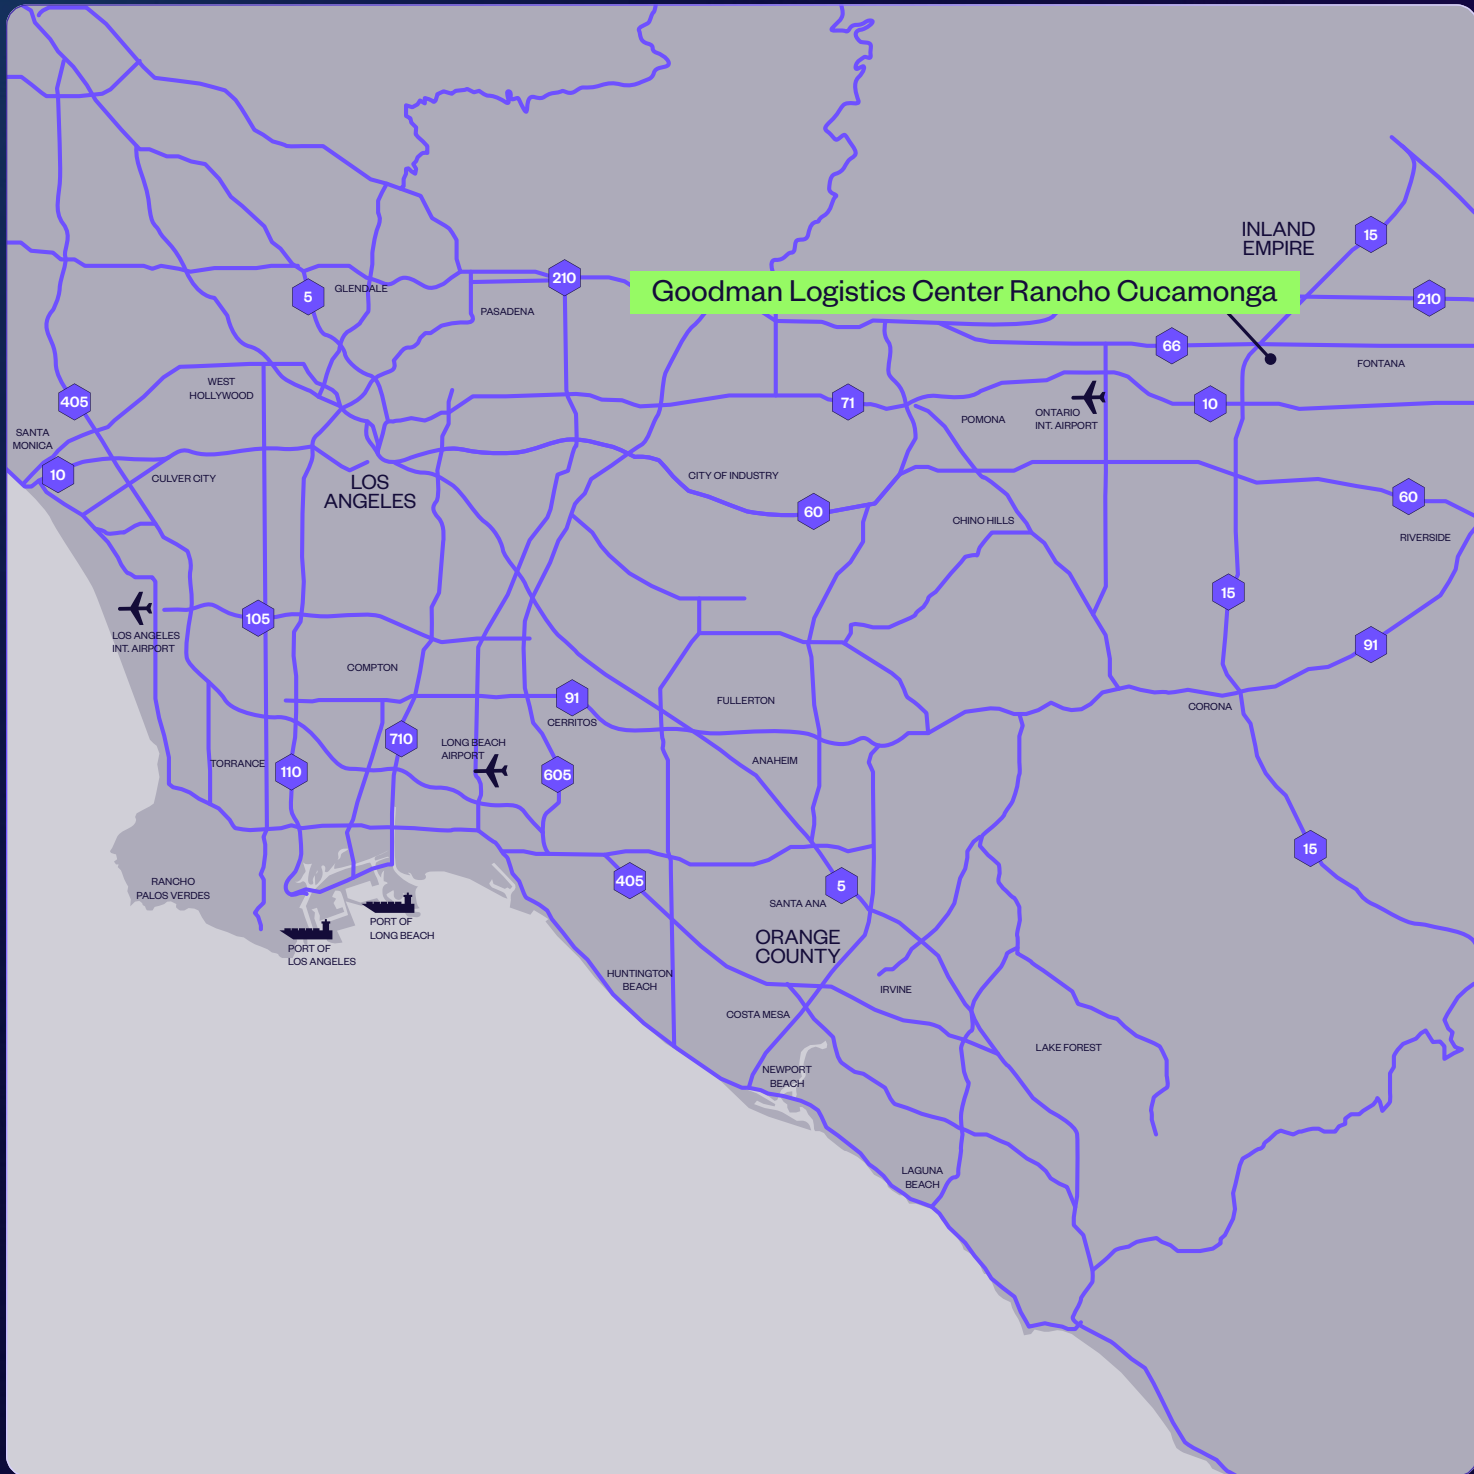 INLAND
EMPIRE
15
210
5
GLENDALE
Goodman Logistics Center Rancho Cucamonga
210
PASADENA
66
FONTANA
WEST
HOLLYWOOD
405
71
10
POMONA
ONTARIO
INT. AIRPORT
SANTA
MONICA
10
CULVER CITY
LOS
ANGELES
CITY OF INDUSTRY
60
60
CHINO HILLS
RIVERSIDE
15
LOS ANGELES
INT. AIRPORT
105
91
COMPTON
91
CERRITOS
FULLERTON
CORONA
710
LONG BEACH
AIRPORT
TORRANCE
110
605
ANAHEIM
15
RANCHO
PALOS VERDES
405
5
SANTA ANA
PORT OF
LONG BEACH
PORT OF
LOS ANGELES
ORANGE
COUNTY
HUNTINGTON
BEACH
IRVINE
COSTA MESA
LAKE FOREST
NEWPORT
BEACH
LAGUNA
BEACH